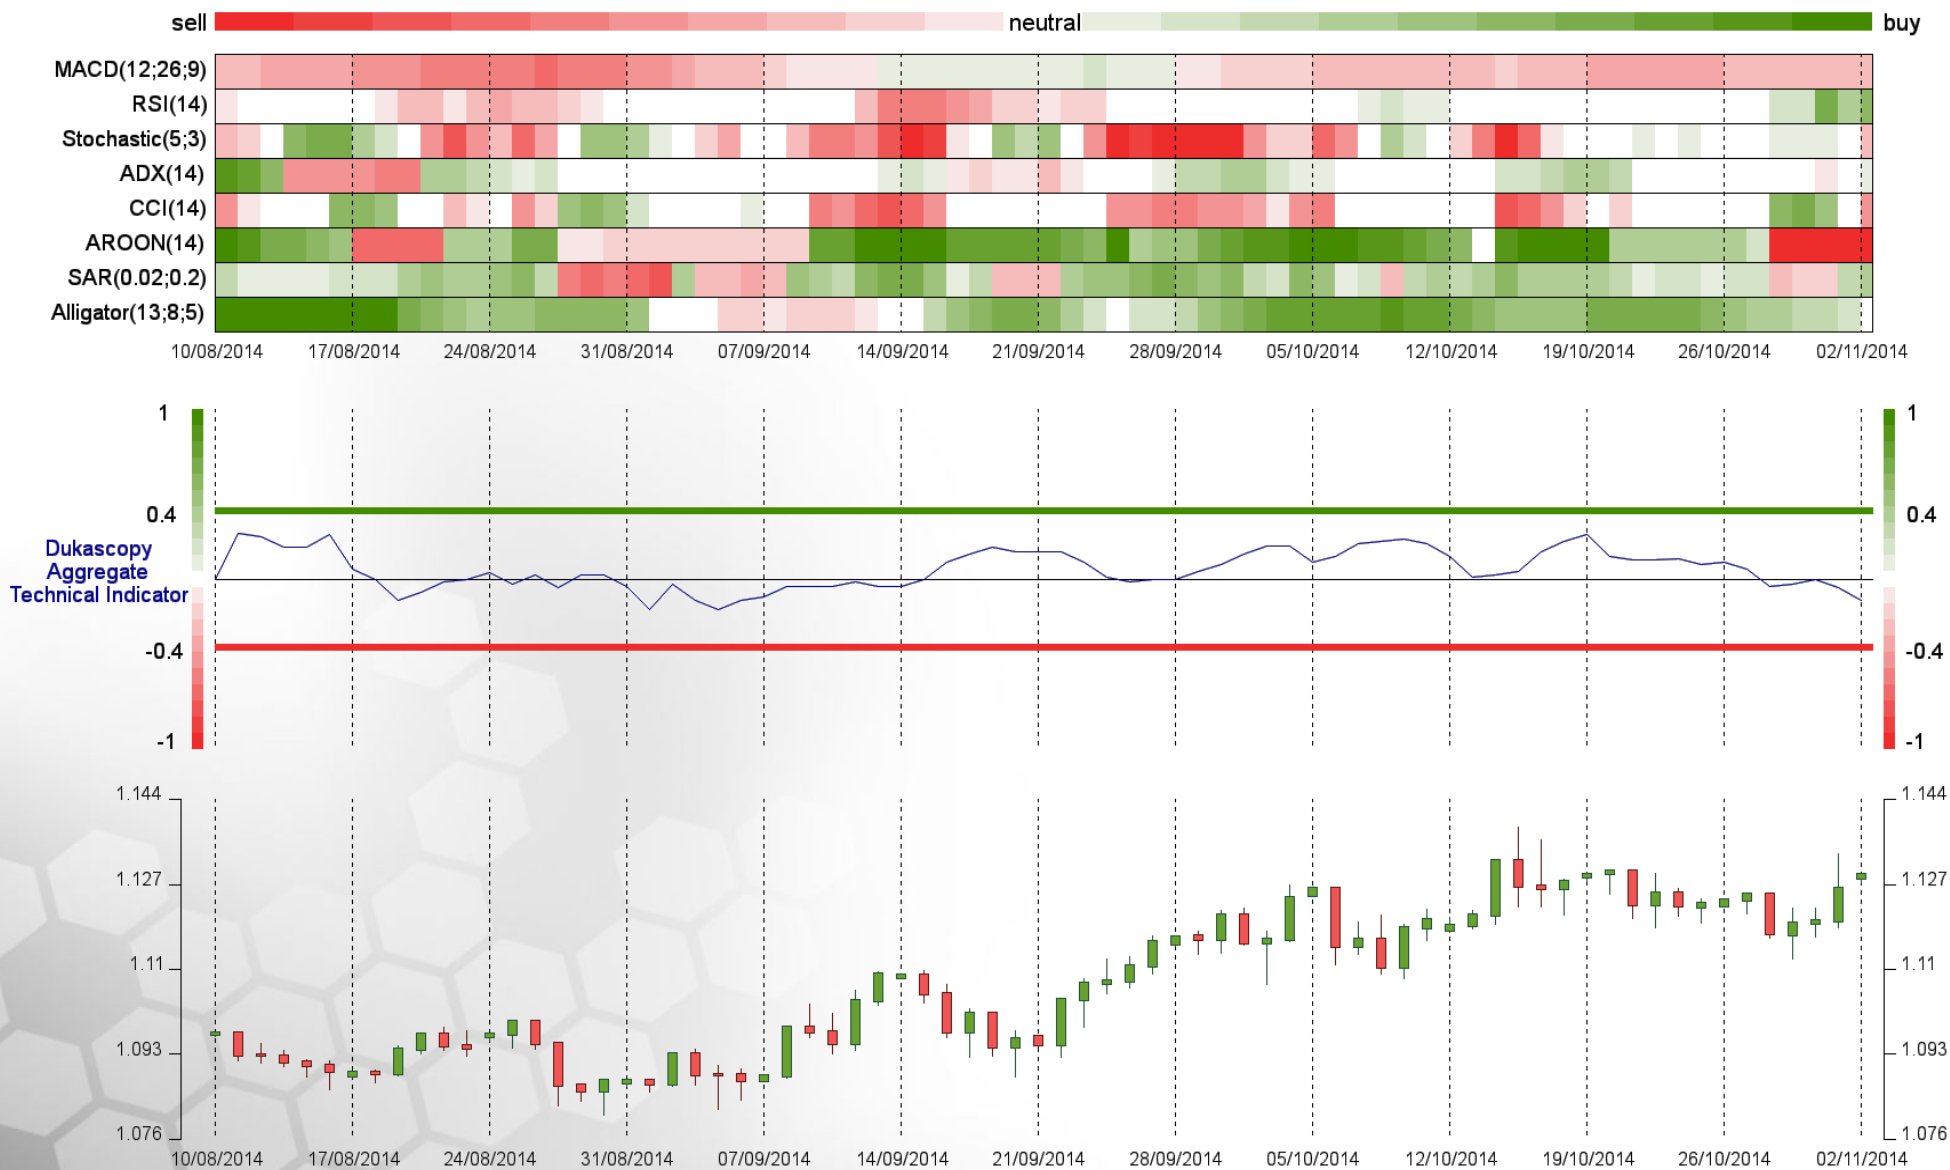 sell neutral buy
MACD(12;26;9)
RSI(14)
Stochastic(5;3)
ADX(14)
CCI(14)
AROON(14)
SAR(0.02;0.2)
Alligator(13;8;5)
10/08/2014 17/08/2014 24/08/2014 31/08/2014 07/09/2014 14/09/2014 21/09/2014 28/09/2014 05/10/2014 12/10/2014 19/10/2014 26/10/2014 02/11/2014
1 1
0.4 0.4
Dukascopy
Aggregate
Technical Indicator
-0.4 -0.4
-1 -1
1.144 1.144
1.127 1.127
1.11 1.11
1.093 1.093
1.076 1.076
10/08/2014 17/08/2014 24/08/2014 31/08/2014 07/09/2014 14/09/2014 21/09/2014 28/09/2014 05/10/2014 12/10/2014 19/10/2014 26/10/2014 02/11/2014